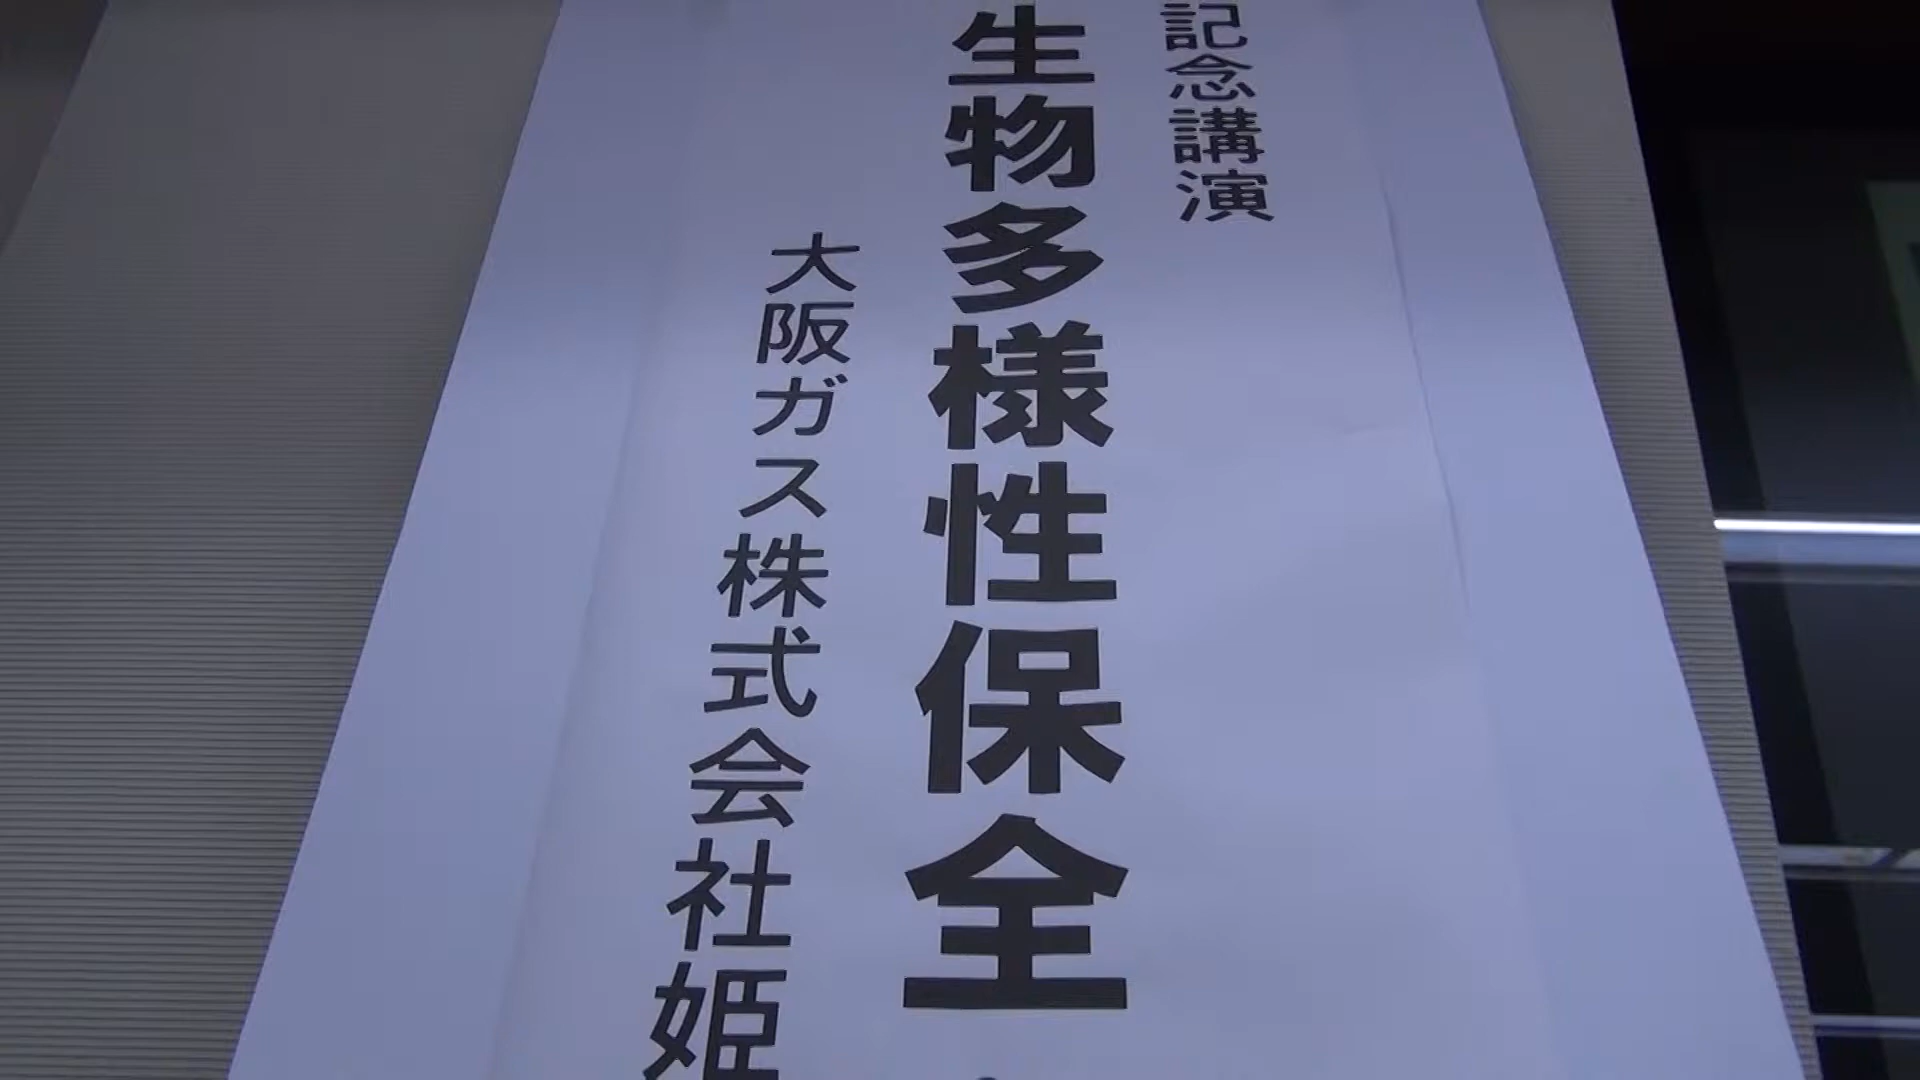 記念講演
生物多様性保全
大阪ガス株式会社姫